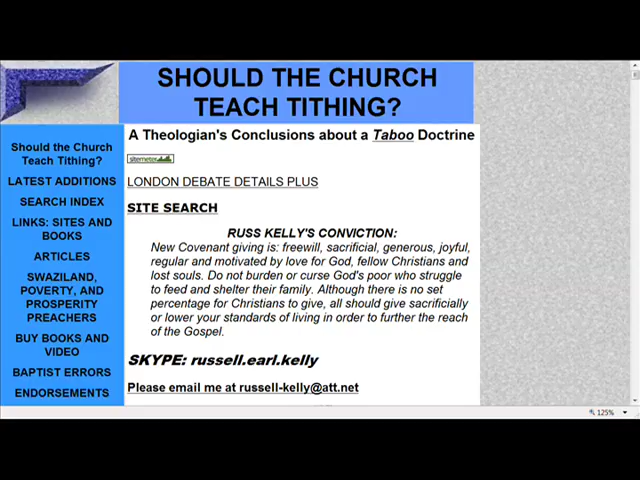 SHOULD THE CHURCH
TEACH TITHING?
A Theologian's Conclusions about a Taboo Doctrine
sitemeter
LONDON DEBATE DETAILS PLUS
SITE SEARCH
RUSS KELLY'S CONVICTION:
New Covenant giving is: freewill, sacrificial, generous, joyful,
regular and motivated by love for God, fellow Christians and
lost souls. Do not burden or curse God's poor who struggle
to feed and shelter their family. Although there is no set
percentage for Christians to give, all should give sacrificially
or lower your standards of living in order to further the reach
of the Gospel.
SKYPE: russell.earl.kelly
Please email me at russell-kelly@att.net
Should the Church
Teach Tithing?
LATEST ADDITIONS
SEARCH INDEX
LINKS: SITES AND
BOOKS
ARTICLES
SWAZILAND,
POVERTY, AND
PROSPERITY
PREACHERS
BUY BOOKS AND
VIDEO
BAPTIST ERRORS
ENDORSEMENTS
125%